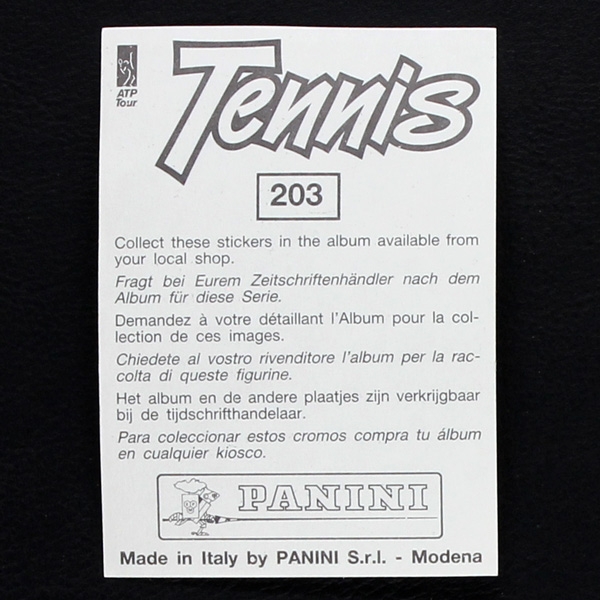 ATP
Tour
Tennis
203
Collect these stickers in the album available from
your local shop.
Fragt bei Eurem Zeitschriftenhändler nach dem
Album für diese Serie.
Demandez à votre détaillant l'Album pour la col-
lection de ces images.
Chiedete al vostro rivenditore l'album per la rac-
colta di queste figurine.
Het album en de andere plaatjes zijn verkrijgbaar
bij de tijdschrifthandelaar.
Para coleccionar estos cromos compra tu álbum
en cualquier kiosco.
PANINI
Made in Italy by PANINI S.r.l. - Modena